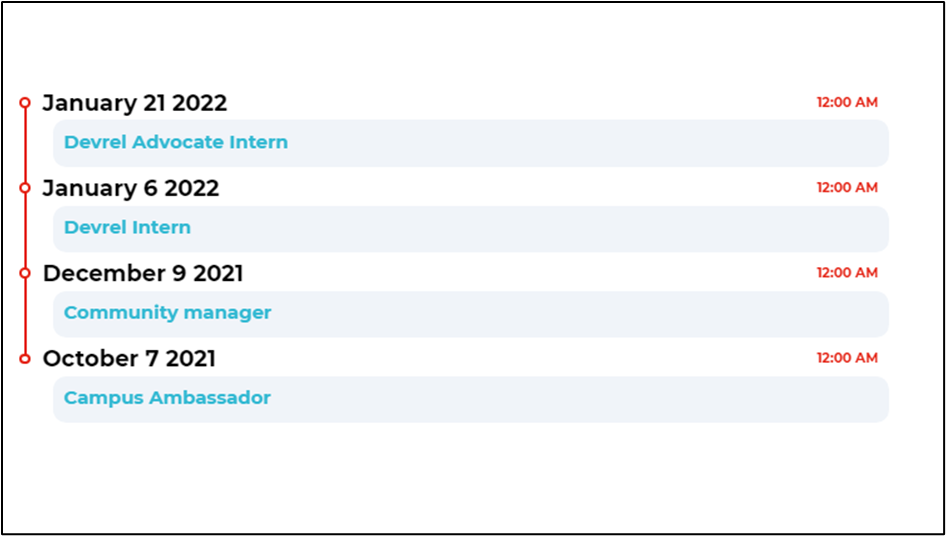 January 21 2022 12:00 AM
Devrel Advocate Intern
January 6 2022 12:00 AM
Devrel Intern
December 9 2021 12:00 AM
Community manager
October 7 2021 12:00 AM
Campus Ambassador